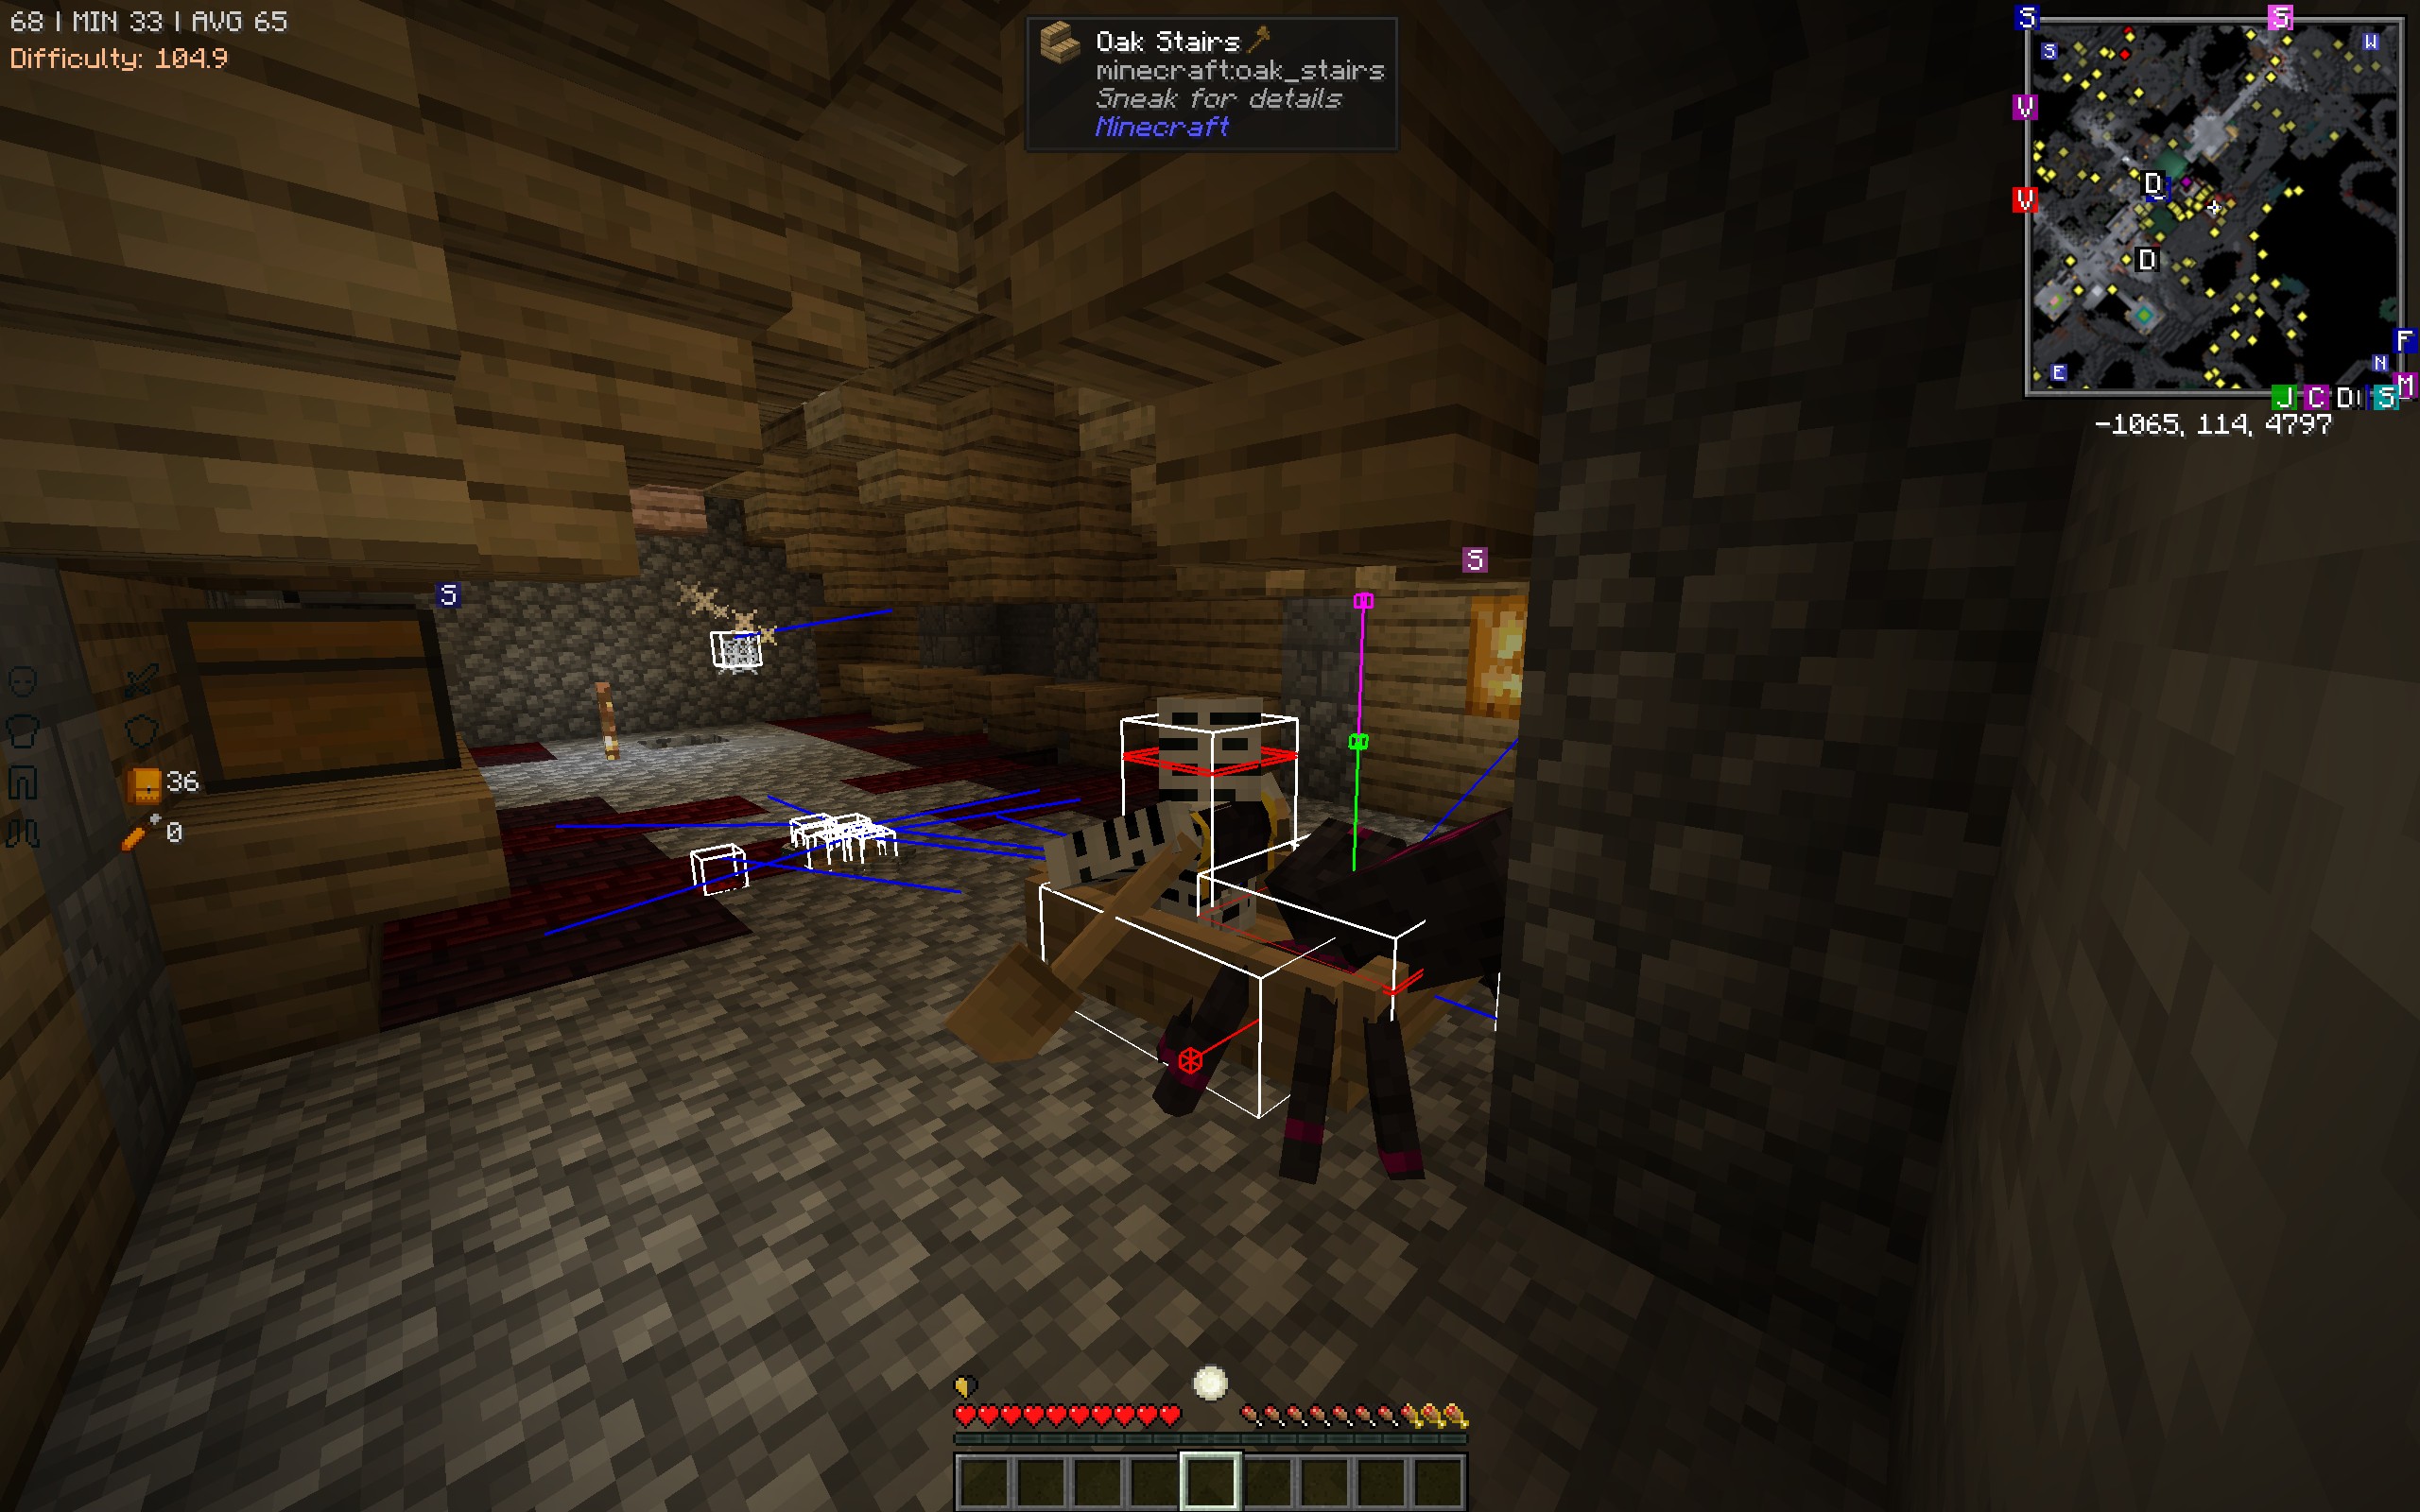 68 | MIN 33 | AVG 65
Difficulty: 104.9
Oak Stairs
minecraft:oak_stairs
Sneak for details
Minecraft
S
S
S
W
V
V
D
D
F
E
N
M
J
C
D
S
-1065, 114, 4797
S
S
36
0